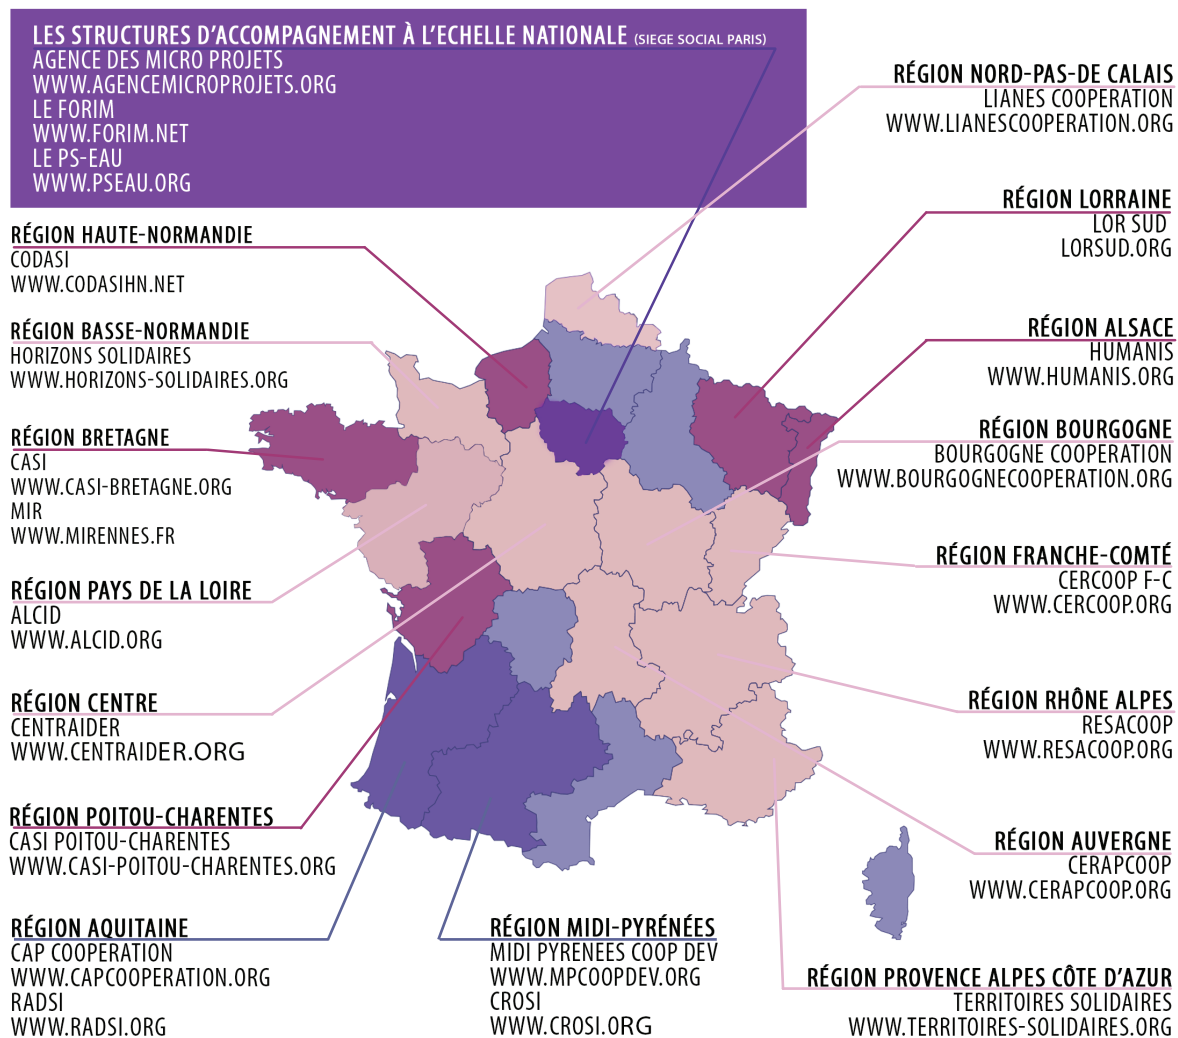 LES STRUCTURES D'ACCOMPAGNEMENT À L'ECHELLE NATIONALE (SIEGE SOCIAL PARIS)
AGENCE DES MICRO PROJETS
WWW.AGENCEMICROPROJETS.ORG
LE FORIM
WWW.FORIM.NET
LE PS-EAU
WWW.PSEAU.ORG
RÉGION HAUTE-NORMANDIE
CODASI
WWW.CODASIHN.NET
RÉGION BASSE-NORMANDIE
HORIZONS SOLIDAIRES
WWW.HORIZONS-SOLIDAIRES.ORG
RÉGION BRETAGNE
CASI
WWW.CASI-BRETAGNE.ORG
MIR
WWW.MIRENNES.FR
RÉGION PAYS DE LA LOIRE
ALCID
WWW.ALCID.ORG
RÉGION CENTRE
CENTRAIDER
WWW.CENTRAIDER.ORG
RÉGION POITOU-CHARENTES
CASI POITOU-CHARENTES
WWW.CASI-POITOU-CHARENTES.ORG
RÉGION AQUITAINE
CAP COOPERATION
WWW.CAPCOOPERATION.ORG
RADSI
WWW.RADSI.ORG
RÉGION MIDI-PYRÉNÉES
MIDI PYRENEES COOP DEV
WWW.MPCOOPDEV.ORG
CROSI
WWW.CROSI.ORG
RÉGION NORD-PAS-DE CALAIS
LIANES COOPERATION
WWW.LIANESCOOPERATION.ORG
RÉGION LORRAINE
LOR SUD
LORSUD.ORG
RÉGION ALSACE
HUMANIS
WWW.HUMANIS.ORG
RÉGION BOURGOGNE
BOURGOGNE COOPERATION
WWW.BOURGOGNECOOPERATION.ORG
RÉGION FRANCHE-COMTÉ
CERCOOP F-C
WWW.CERCOOP.ORG
RÉGION RHÔNE ALPES
RESACOOP
WWW.RESACOOP.ORG
RÉGION AUVERGNE
CERAPCOOP
WWW.CERAPCOOP.ORG
RÉGION PROVENCE ALPES CÔTE D'AZUR
TERRITOIRES SOLIDAIRES
WWW.TERRITOIRES-SOLIDAIRES.ORG